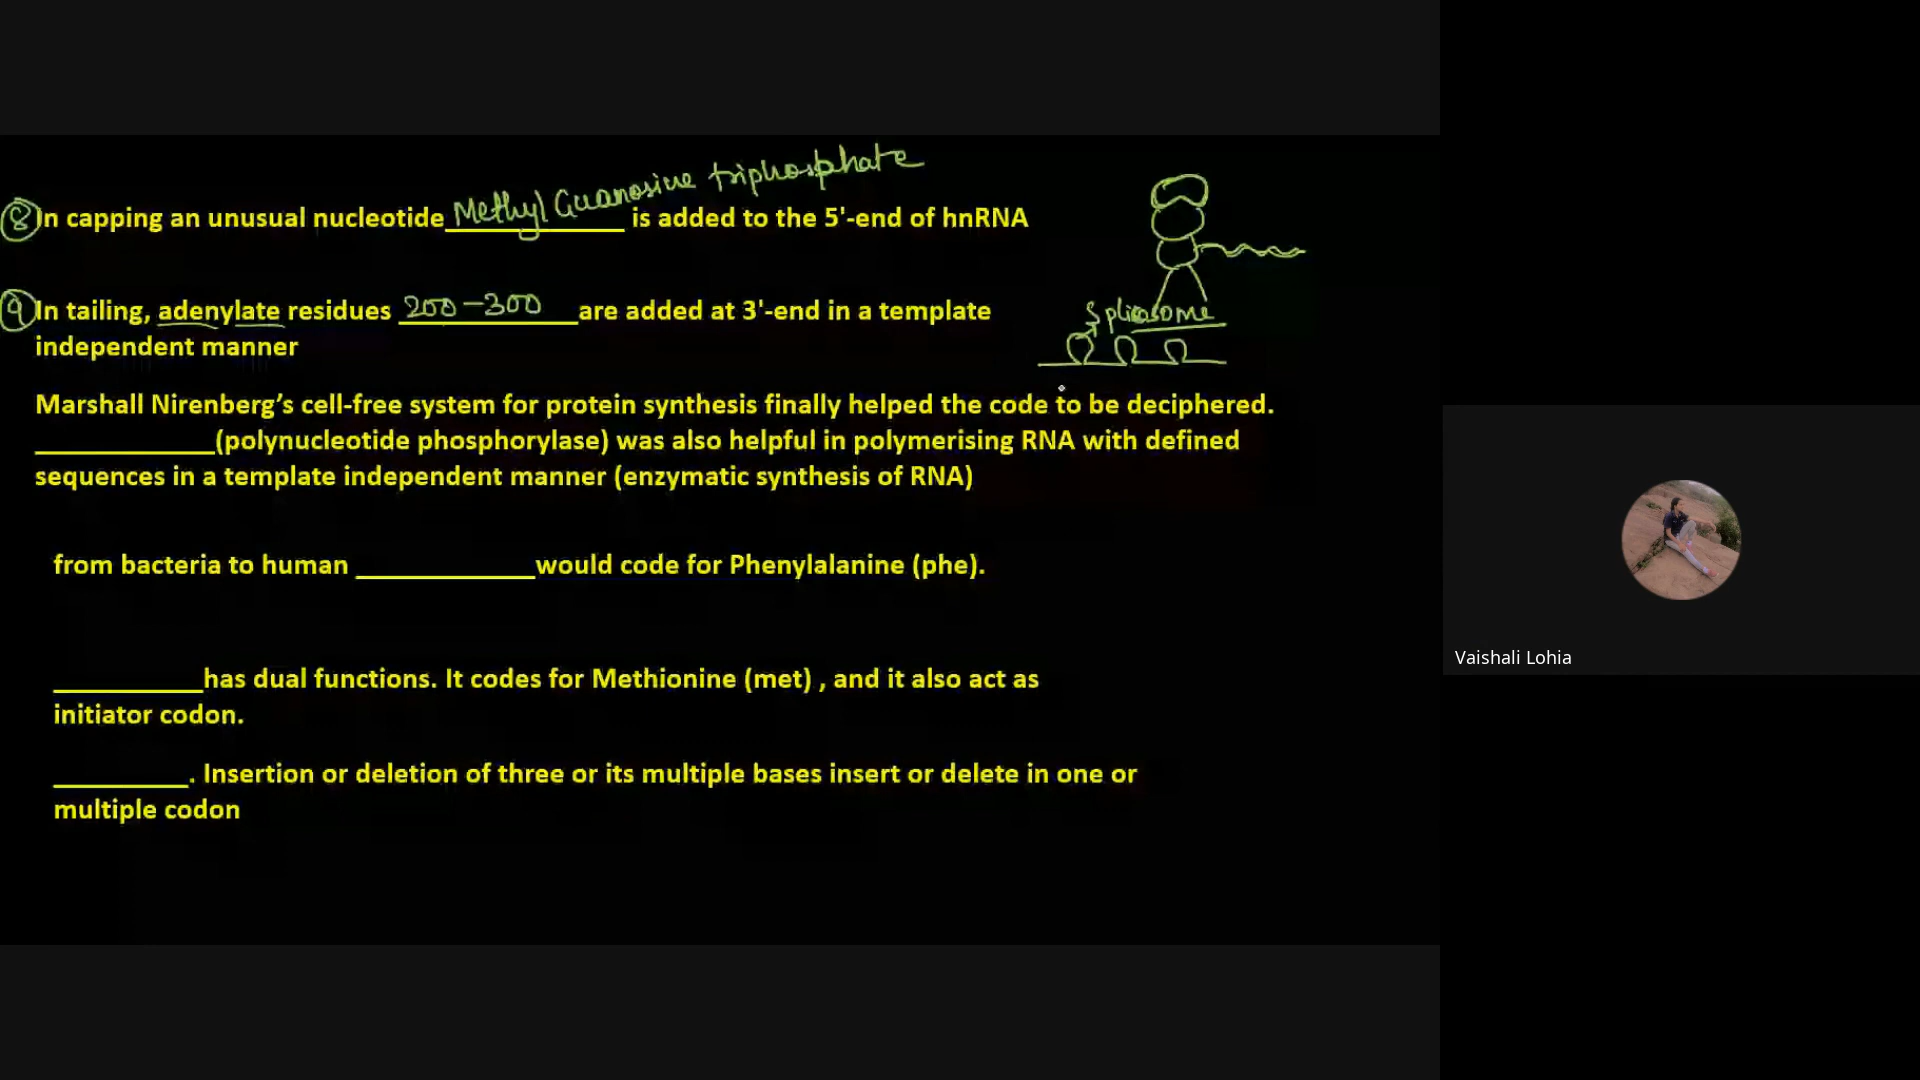 Methyl Guanosine triphosphate
8 In capping an unusual nucleotide____________ is added to the 5'-end of hnRNA
9 In tailing, adenylate residues 200-300 are added at 3'-end in a template
independent manner
Spliosome
Marshall Nirenberg’s cell-free system for protein synthesis finally helped the code to be deciphered.
____________(polynucleotide phosphorylase) was also helpful in polymerising RNA with defined
sequences in a template independent manner (enzymatic synthesis of RNA)
from bacteria to human ____________would code for Phenylalanine (phe).
__________has dual functions. It codes for Methionine (met) , and it also act as
initiator codon.
_________. Insertion or deletion of three or its multiple bases insert or delete in one or
multiple codon
Vaishali Lohia